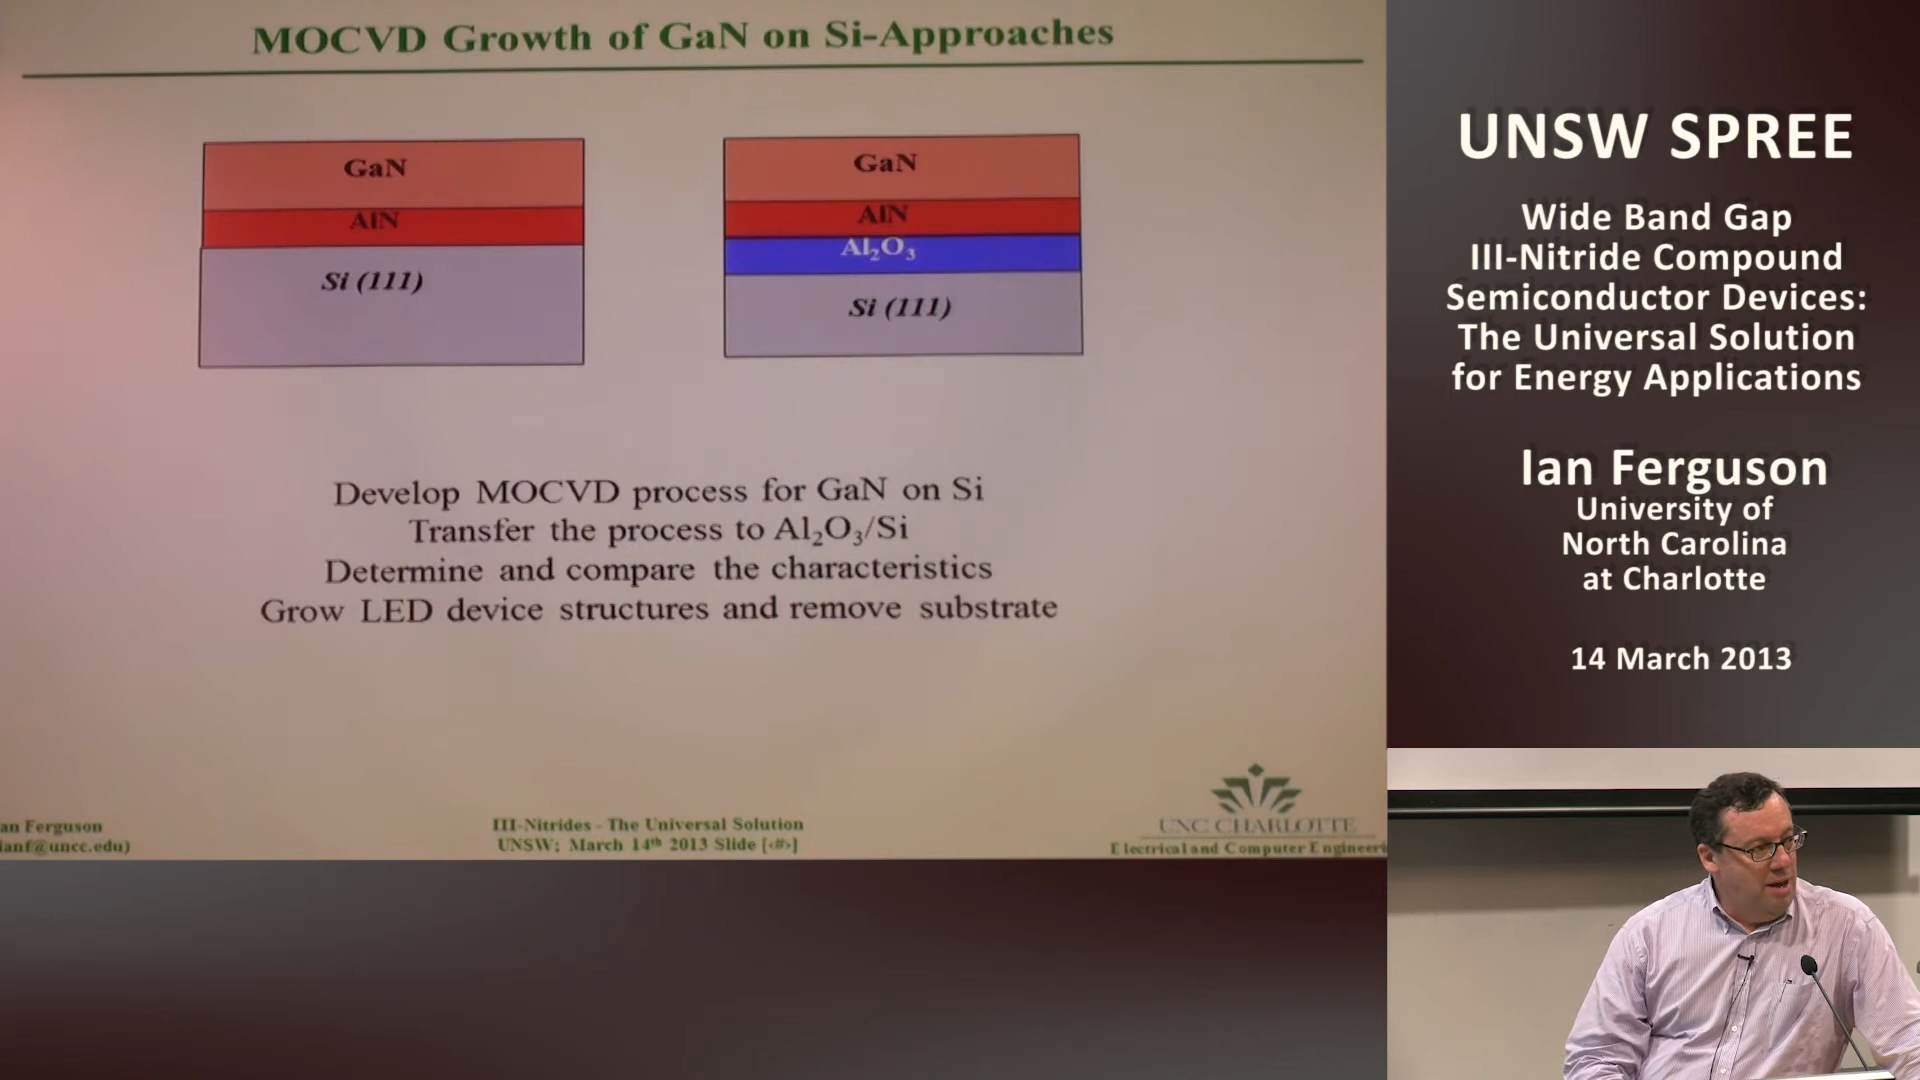 MOCVD Growth of GaN on Si-Approaches
GaN
AlN
Si (111)
GaN
AlN
Al₂O₃
Si (111)
Develop MOCVD process for GaN on Si
Transfer the process to Al₂O₃/Si
Determine and compare the characteristics
Grow LED device structures and remove substrate
an Ferguson
ianf@uncc.edu)
III-Nitrides - The Universal Solution
UNSW; March 14th 2013 Slide [<#>]
UNC CHARLOTTE
Electrical and Computer Engineeri
UNSW SPREE
Wide Band Gap
III-Nitride Compound
Semiconductor Devices:
The Universal Solution
for Energy Applications
Ian Ferguson
University of
North Carolina
at Charlotte
14 March 2013